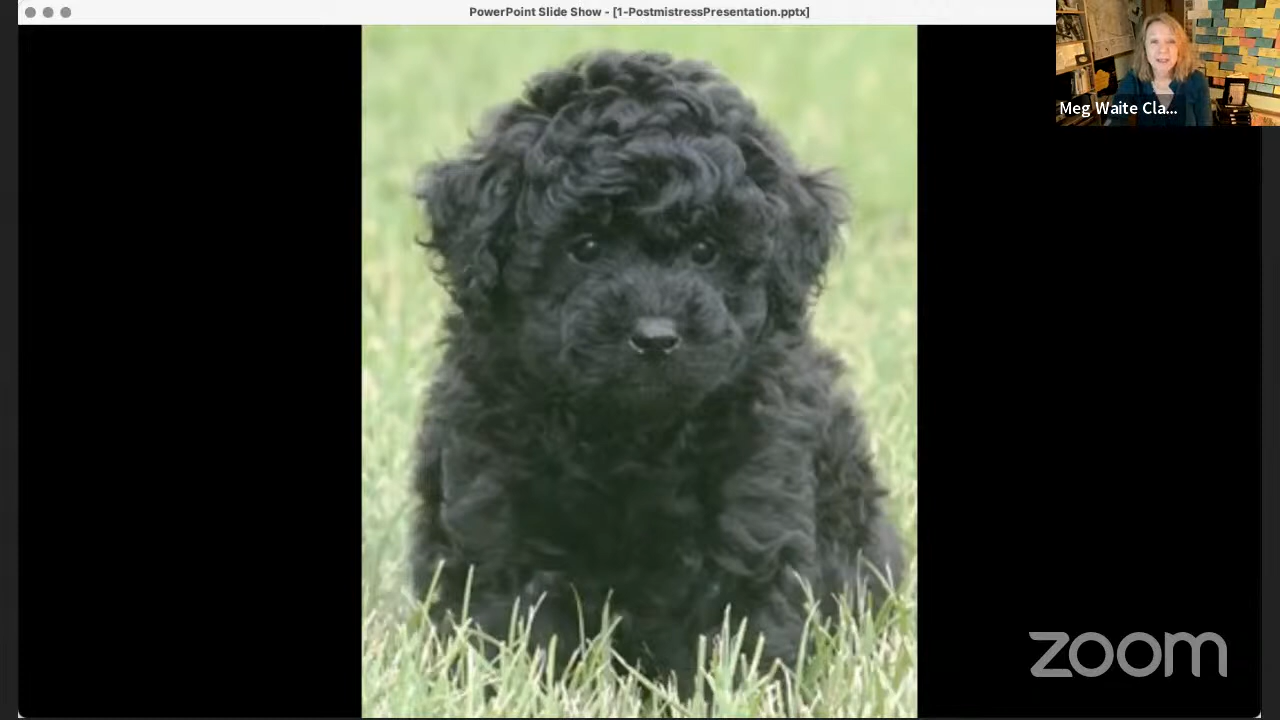 PowerPoint Slide Show - [1-PostmistressPresentation.pptx]
Meg Waite Cla...
zoom